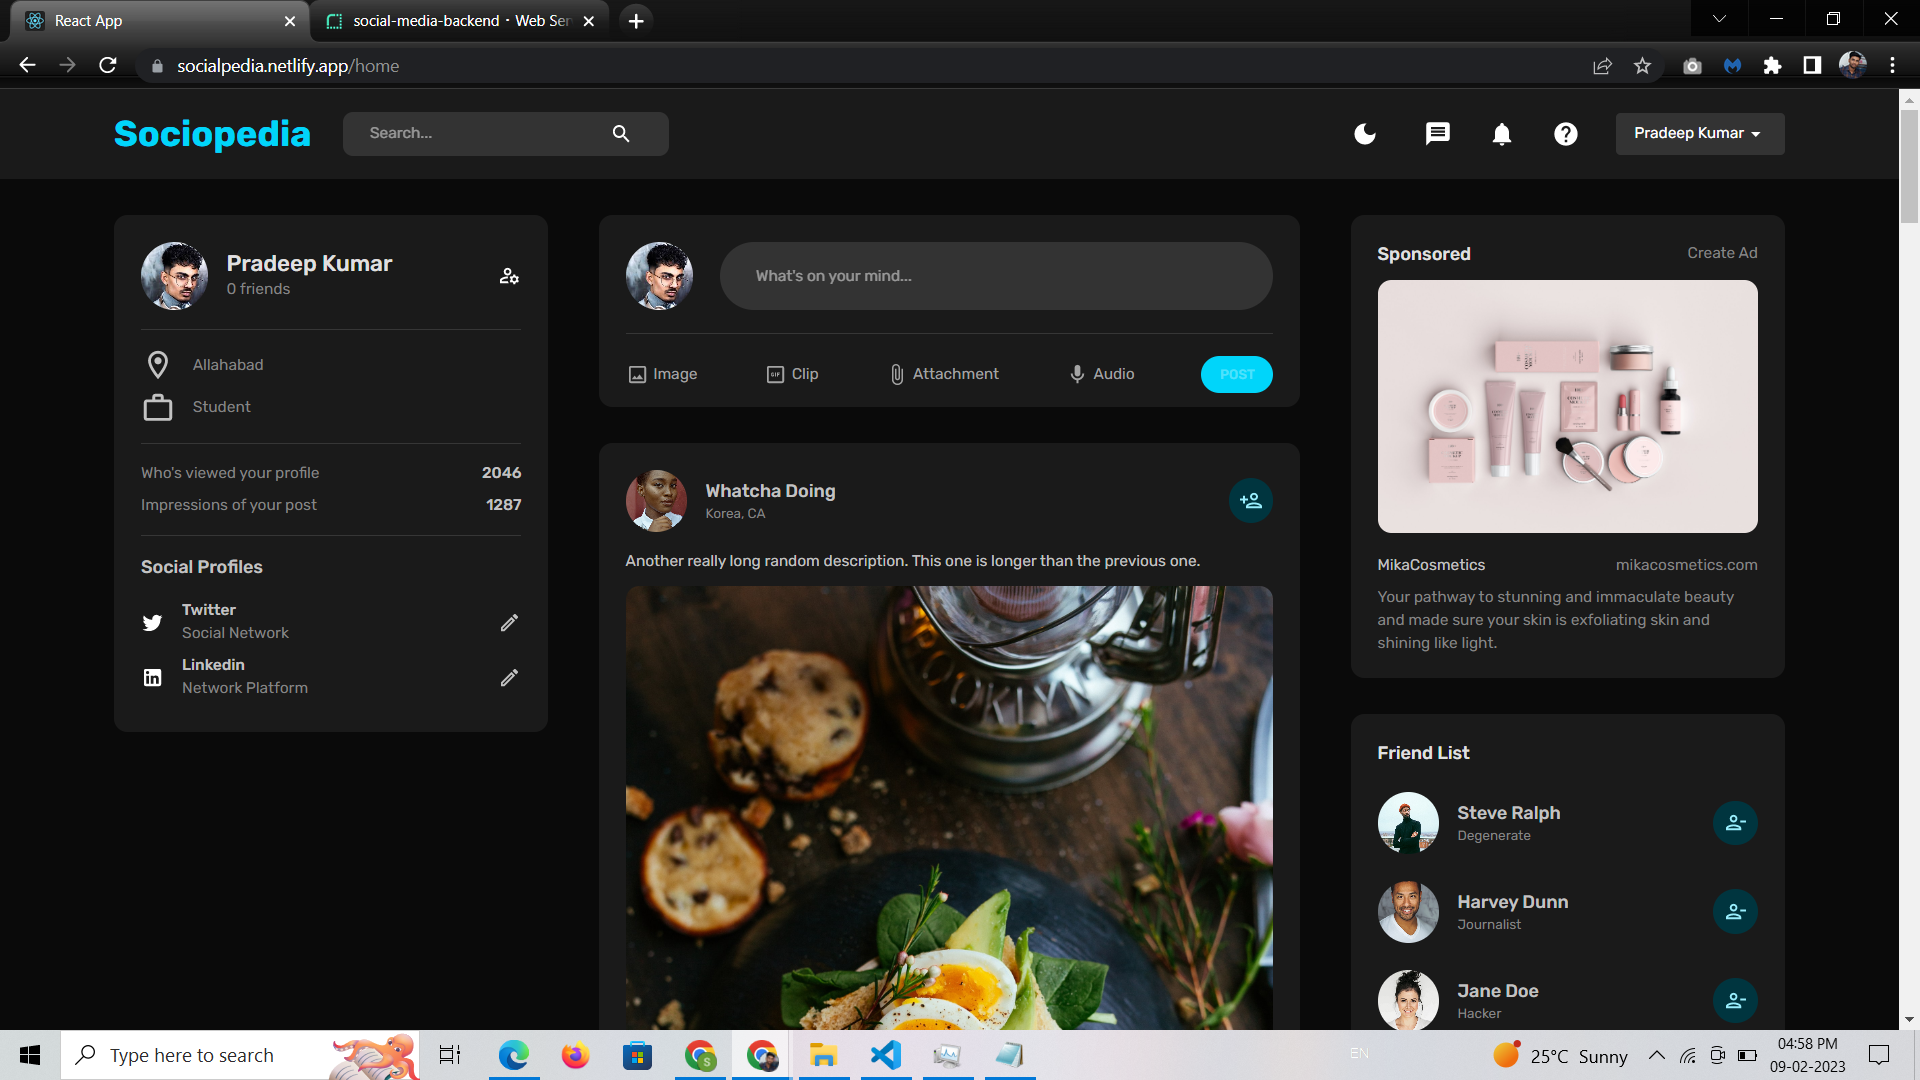 React App
social-media-backend · Web Ser
socialpedia.netlify.app/home
Sociopedia
Search...
Pradeep Kumar
Pradeep Kumar
0 friends
Allahabad
Student
Who's viewed your profile 2046
Impressions of your post 1287
Social Profiles
Twitter
Social Network
Linkedin
Network Platform
What's on your mind...
Image
GIF Clip
Attachment
Audio
POST
Whatcha Doing
Korea, CA
Another really long random description. This one is longer than the previous one.
Sponsored
Create Ad
MikaCosmetics
mikacosmetics.com
Your pathway to stunning and immaculate beauty
and made sure your skin is exfoliating skin and
shining like light.
Friend List
Steve Ralph
Degenerate
Harvey Dunn
Journalist
Jane Doe
Hacker
Type here to search
S
EN
25°C Sunny
04:58 PM
09-02-2023